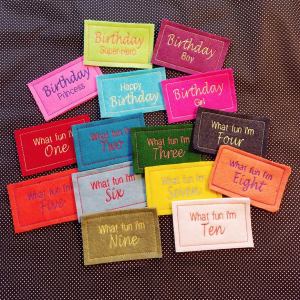 Birthday
Super-hero
Birthday
Boy
Birthday
Princess
Happy
Birthday
Birthday
Girl
What fun I'm
One
What fun I'm
Two
What fun I'm
Three
What fun I'm
Four
What fun I'm
Five
What fun I'm
Six
What fun I'm
Seven
What fun I'm
Eight
What fun I'm
Nine
What fun I'm
Ten